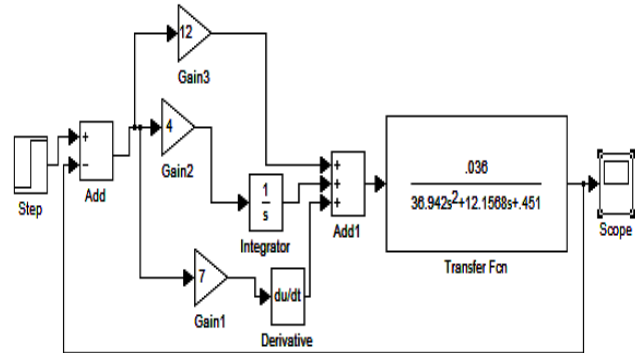 12
Gain3
+
−
Add
Step
4
Gain2
1
s
Integrator
+
+
+
Add1
.036
36.942s²+12.1568s+.451
Transfer Fcn
Scope
7
Gain1
du/dt
Derivative